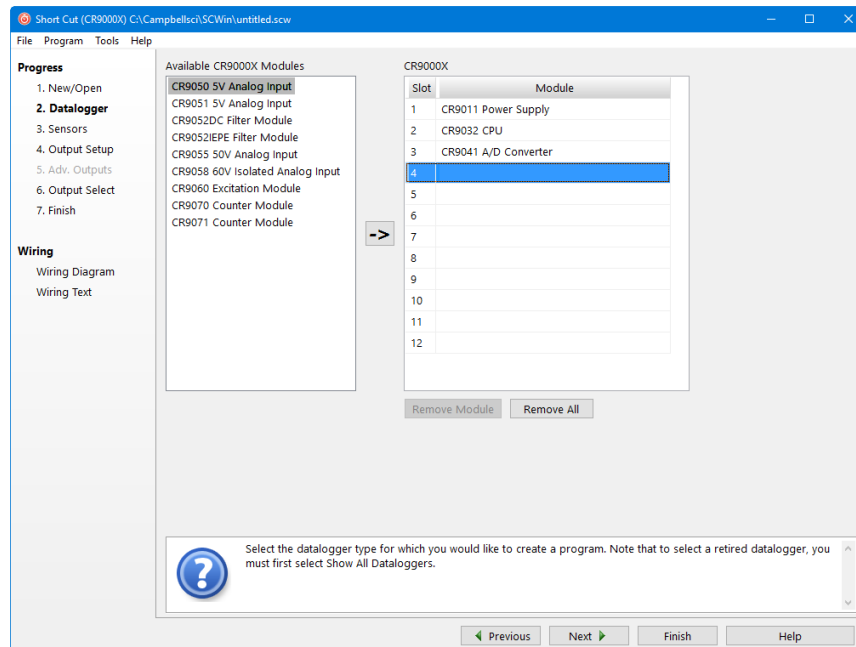 Short Cut (CR9000X) C:\Campbellsci\SCWin\untitled.scw
File Program Tools Help
Progress
1. New/Open
2. Datalogger
3. Sensors
4. Output Setup
5. Adv. Outputs
6. Output Select
7. Finish
Wiring
Wiring Diagram
Wiring Text
Available CR9000X Modules
CR9050 5V Analog Input
CR9051 5V Analog Input
CR9052DC Filter Module
CR9052IEPE Filter Module
CR9055 50V Analog Input
CR9058 60V Isolated Analog Input
CR9060 Excitation Module
CR9070 Counter Module
CR9071 Counter Module
->
CR9000X
Slot Module
1 CR9011 Power Supply
2 CR9032 CPU
3 CR9041 A/D Converter
4
5
6
7
8
9
10
11
12
Remove Module Remove All
Select the datalogger type for which you would like to create a program. Note that to select a retired datalogger, you
must first select Show All Dataloggers.
Previous Next Finish Help